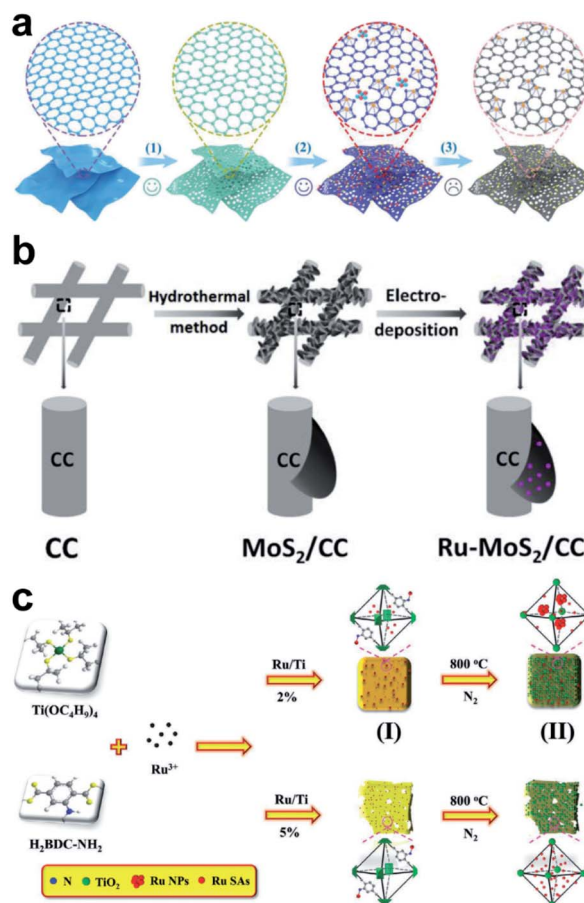 a
(1)
(2)
(3)
b
Hydrothermal
method
Electro-
deposition
CC
CC
CC
CC
MoS₂/CC
Ru-MoS₂/CC
c
Ti(OC₄H₉)₄
Ru³⁺
H₂BDC-NH₂
Ru/Ti
2%
(I)
800 °C
N₂
(II)
Ru/Ti
5%
800 °C
N₂
N
TiO₂
Ru NPs
Ru SAs